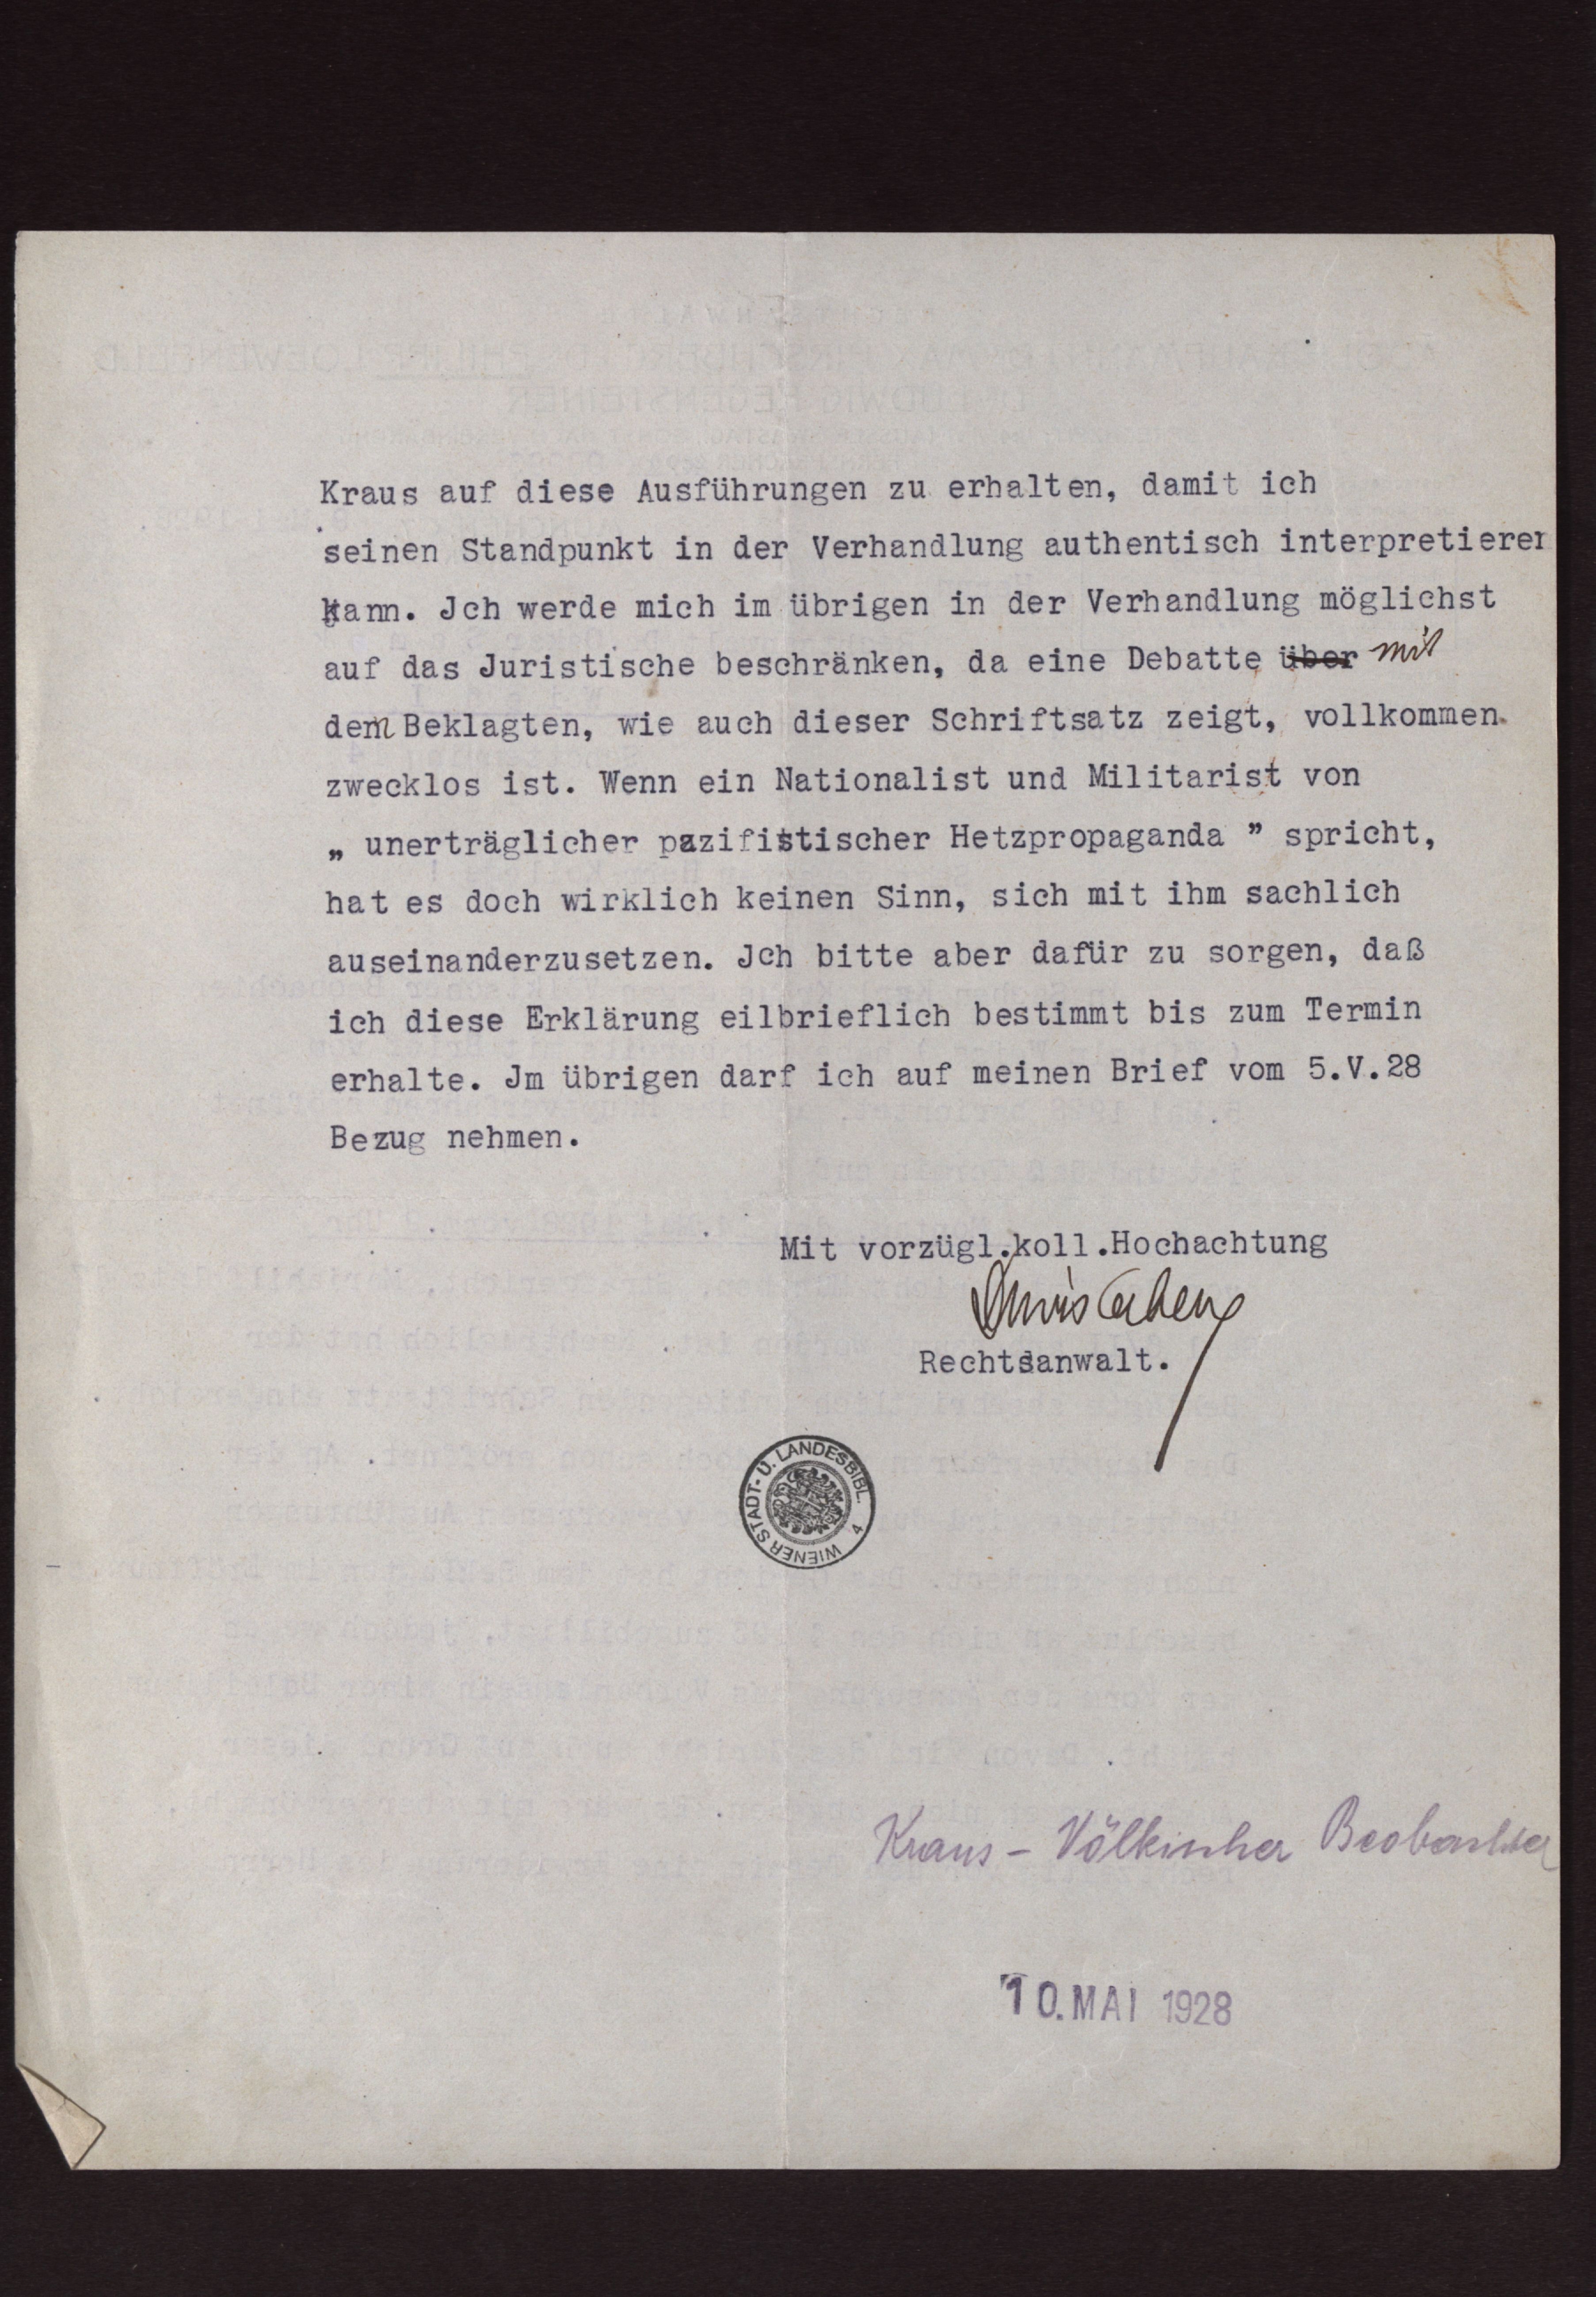 Kraus auf diese Ausführungen zu erhalten, damit ich
seinen Standpunkt in der Verhandlung authentisch interpretieren
kann. Jch werde mich im übrigen in der Verhandlung möglichst
auf das Juristische beschränken, da eine Debatte über mit
dem Beklagten, wie auch dieser Schriftsatz zeigt, vollkommen
zwecklos ist. Wenn ein Nationalist und Militarist von
„ unerträglicher pazifistischer Hetzpropaganda ” spricht,
hat es doch wirklich keinen Sinn, sich mit ihm sachlich
auseinanderzusetzen. Jch bitte aber dafür zu sorgen, daß
ich diese Erklärung eilbrieflich bestimmt bis zum Termin
erhalte. Jm übrigen darf ich auf meinen Brief vom 5.V.28
Bezug nehmen.
Mit vorzügl.koll.Hochachtung
Rechtsanwalt.
WIENER STADT- U. LANDESBIBL. 4
Kraus - Völkischer Beobachter
10. MAI 1928